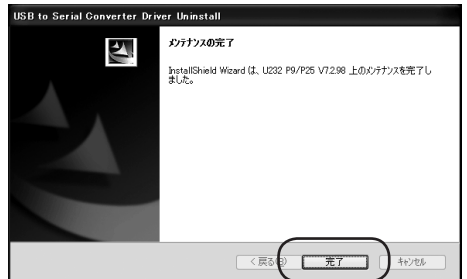 USB to Serial Converter Driver Uninstall
メンテナンスの完了
InstallShield Wizard は、U232 P9/P25 V7.2.98 上のメンテナンスを完了し
ました。
< 戻る(B)
完了
キャンセル